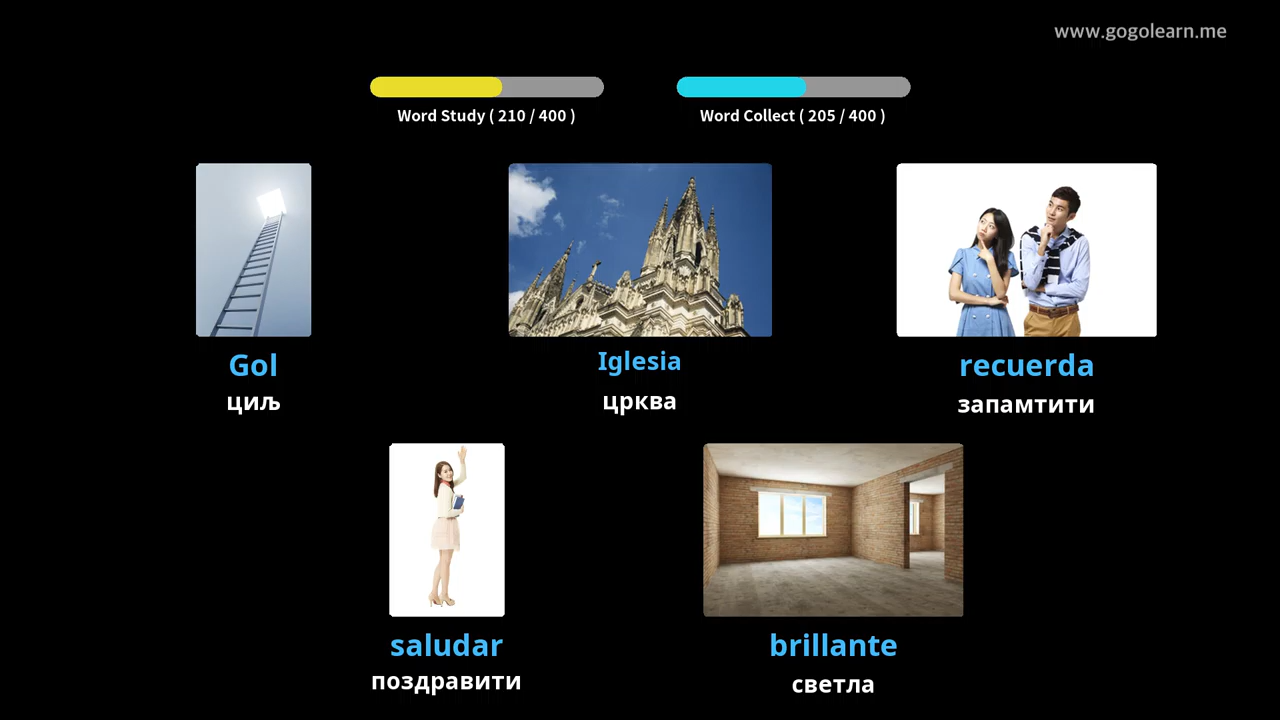 www.gogolearn.me
Word Study ( 210 / 400 )
Word Collect ( 205 / 400 )
Gol
циљ
Iglesia
црква
recuerda
запамтити
saludar
поздравити
brillante
светла